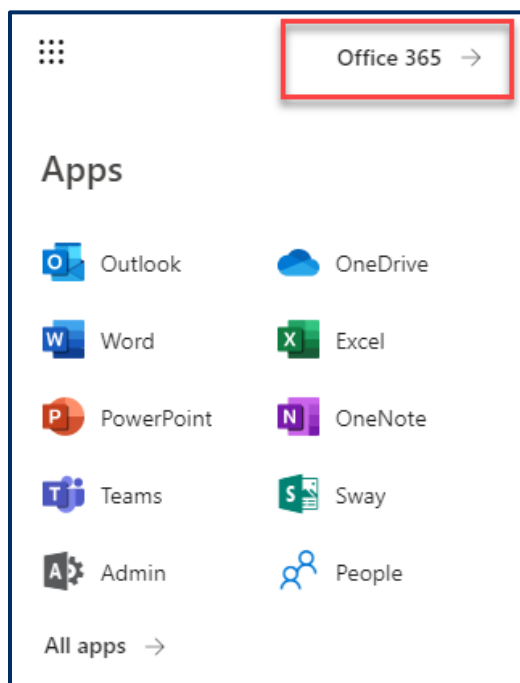 Office 365
Apps
Outlook
OneDrive
Word
Excel
PowerPoint
OneNote
Teams
Sway
Admin
People
All apps